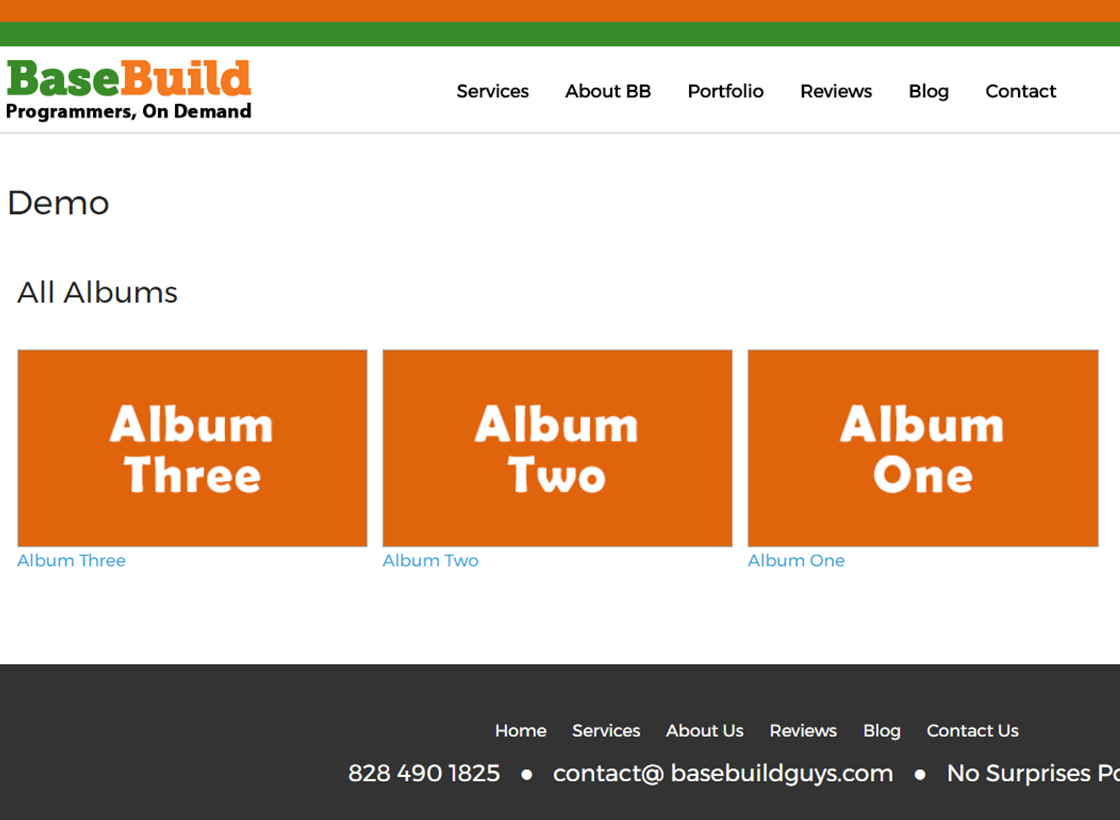 BaseBuild
Programmers, On Demand
Services About BB Portfolio Reviews Blog Contact
Demo
All Albums
Album
Three
Album
Two
Album
One
Album Three Album Two Album One
Home Services About Us Reviews Blog Contact Us
828 490 1825 ● contact@ basebuildguys.com ● No Surprises